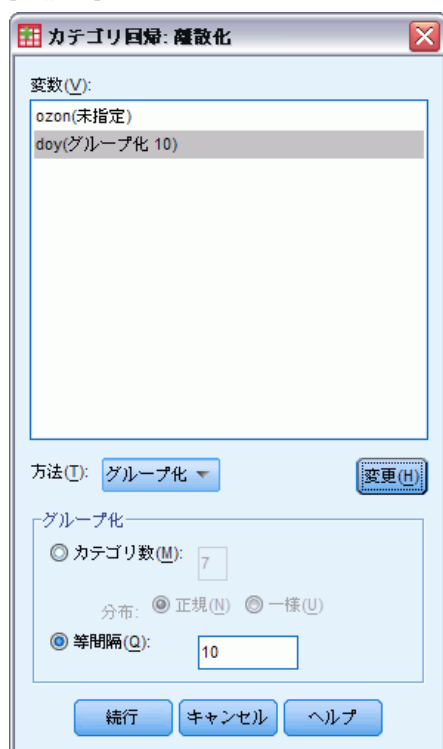 カテゴリ回帰: 離散化
変数(V):
ozon(未指定)
doy(グループ化 10)
方法(T): グループ化 変更(H)
グループ化
カテゴリ数(M): 7
分布: 正規(N) 一様(U)
等間隔(Q): 10
続行 キャンセル ヘルプ